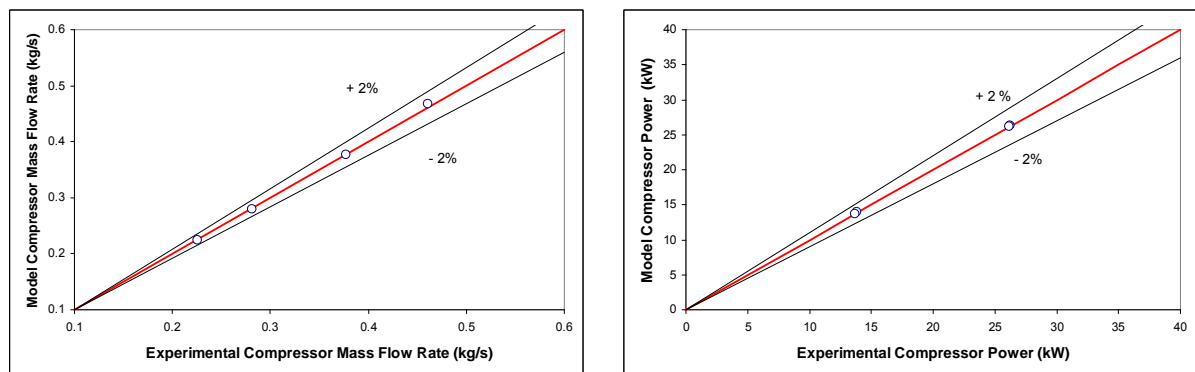 Model Compressor Mass Flow Rate (kg/s)
0.6
0.5
0.4
0.3
0.2
0.1
+ 2%
- 2%
0.1 0.2 0.3 0.4 0.5 0.6
Experimental Compressor Mass Flow Rate (kg/s)
Model Compressor Power (kW)
40
35
30
25
20
15
10
5
0
+ 2 %
- 2%
0 5 10 15 20 25 30 35 40
Experimental Compressor Power (kW)